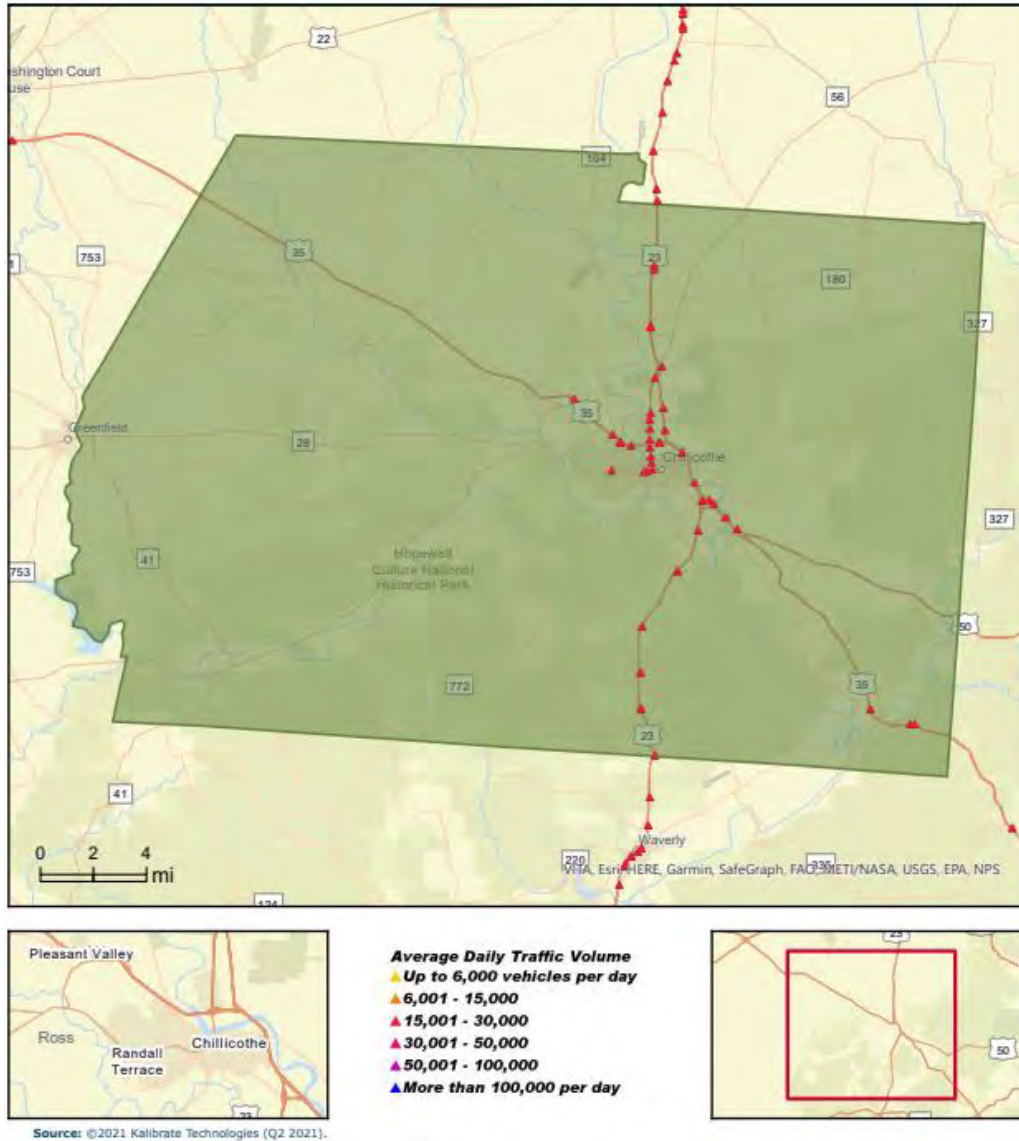 22
shington Court
use
56
104
753
35
23
180
327
35
Greenfield
28
Chillicothe
327
41
Hopewell
Culture National
Historical Park
753
50
772
35
23
41
0 2 4
mi
Waverly
220
335
VITA, Esri, HERE, Garmin, SafeGraph, FAO, METI/NASA, USGS, EPA, NPS
124
Pleasant Valley
Ross
Randall
Terrace
Chillicothe
23
Average Daily Traffic Volume
Up to 6,000 vehicles per day
6,001 - 15,000
15,001 - 30,000
30,001 - 50,000
50,001 - 100,000
More than 100,000 per day
23
50
Source: ©2021 Kalibrate Technologies (Q2 2021).